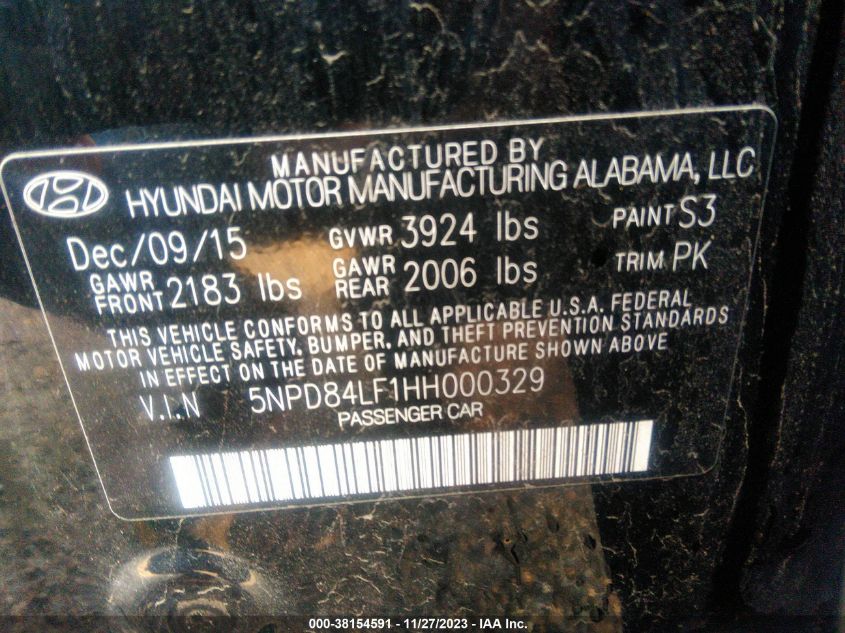 MANUFACTURED BY
HYUNDAI MOTOR MANUFACTURING ALABAMA, LLC
Dec/09/15 GVWR 3924 lbs PAINT S3
GAWR FRONT 2183 lbs GAWR REAR 2006 lbs TRIM PK
THIS VEHICLE CONFORMS TO ALL APPLICABLE U.S.A. FEDERAL
MOTOR VEHICLE SAFETY, BUMPER, AND THEFT PREVENTION STANDARDS
IN EFFECT ON THE DATE OF MANUFACTURE SHOWN ABOVE
V.I.N 5NPD84LF1HH000329
PASSENGER CAR
000-38154591 - 11/27/2023 - IAA Inc.